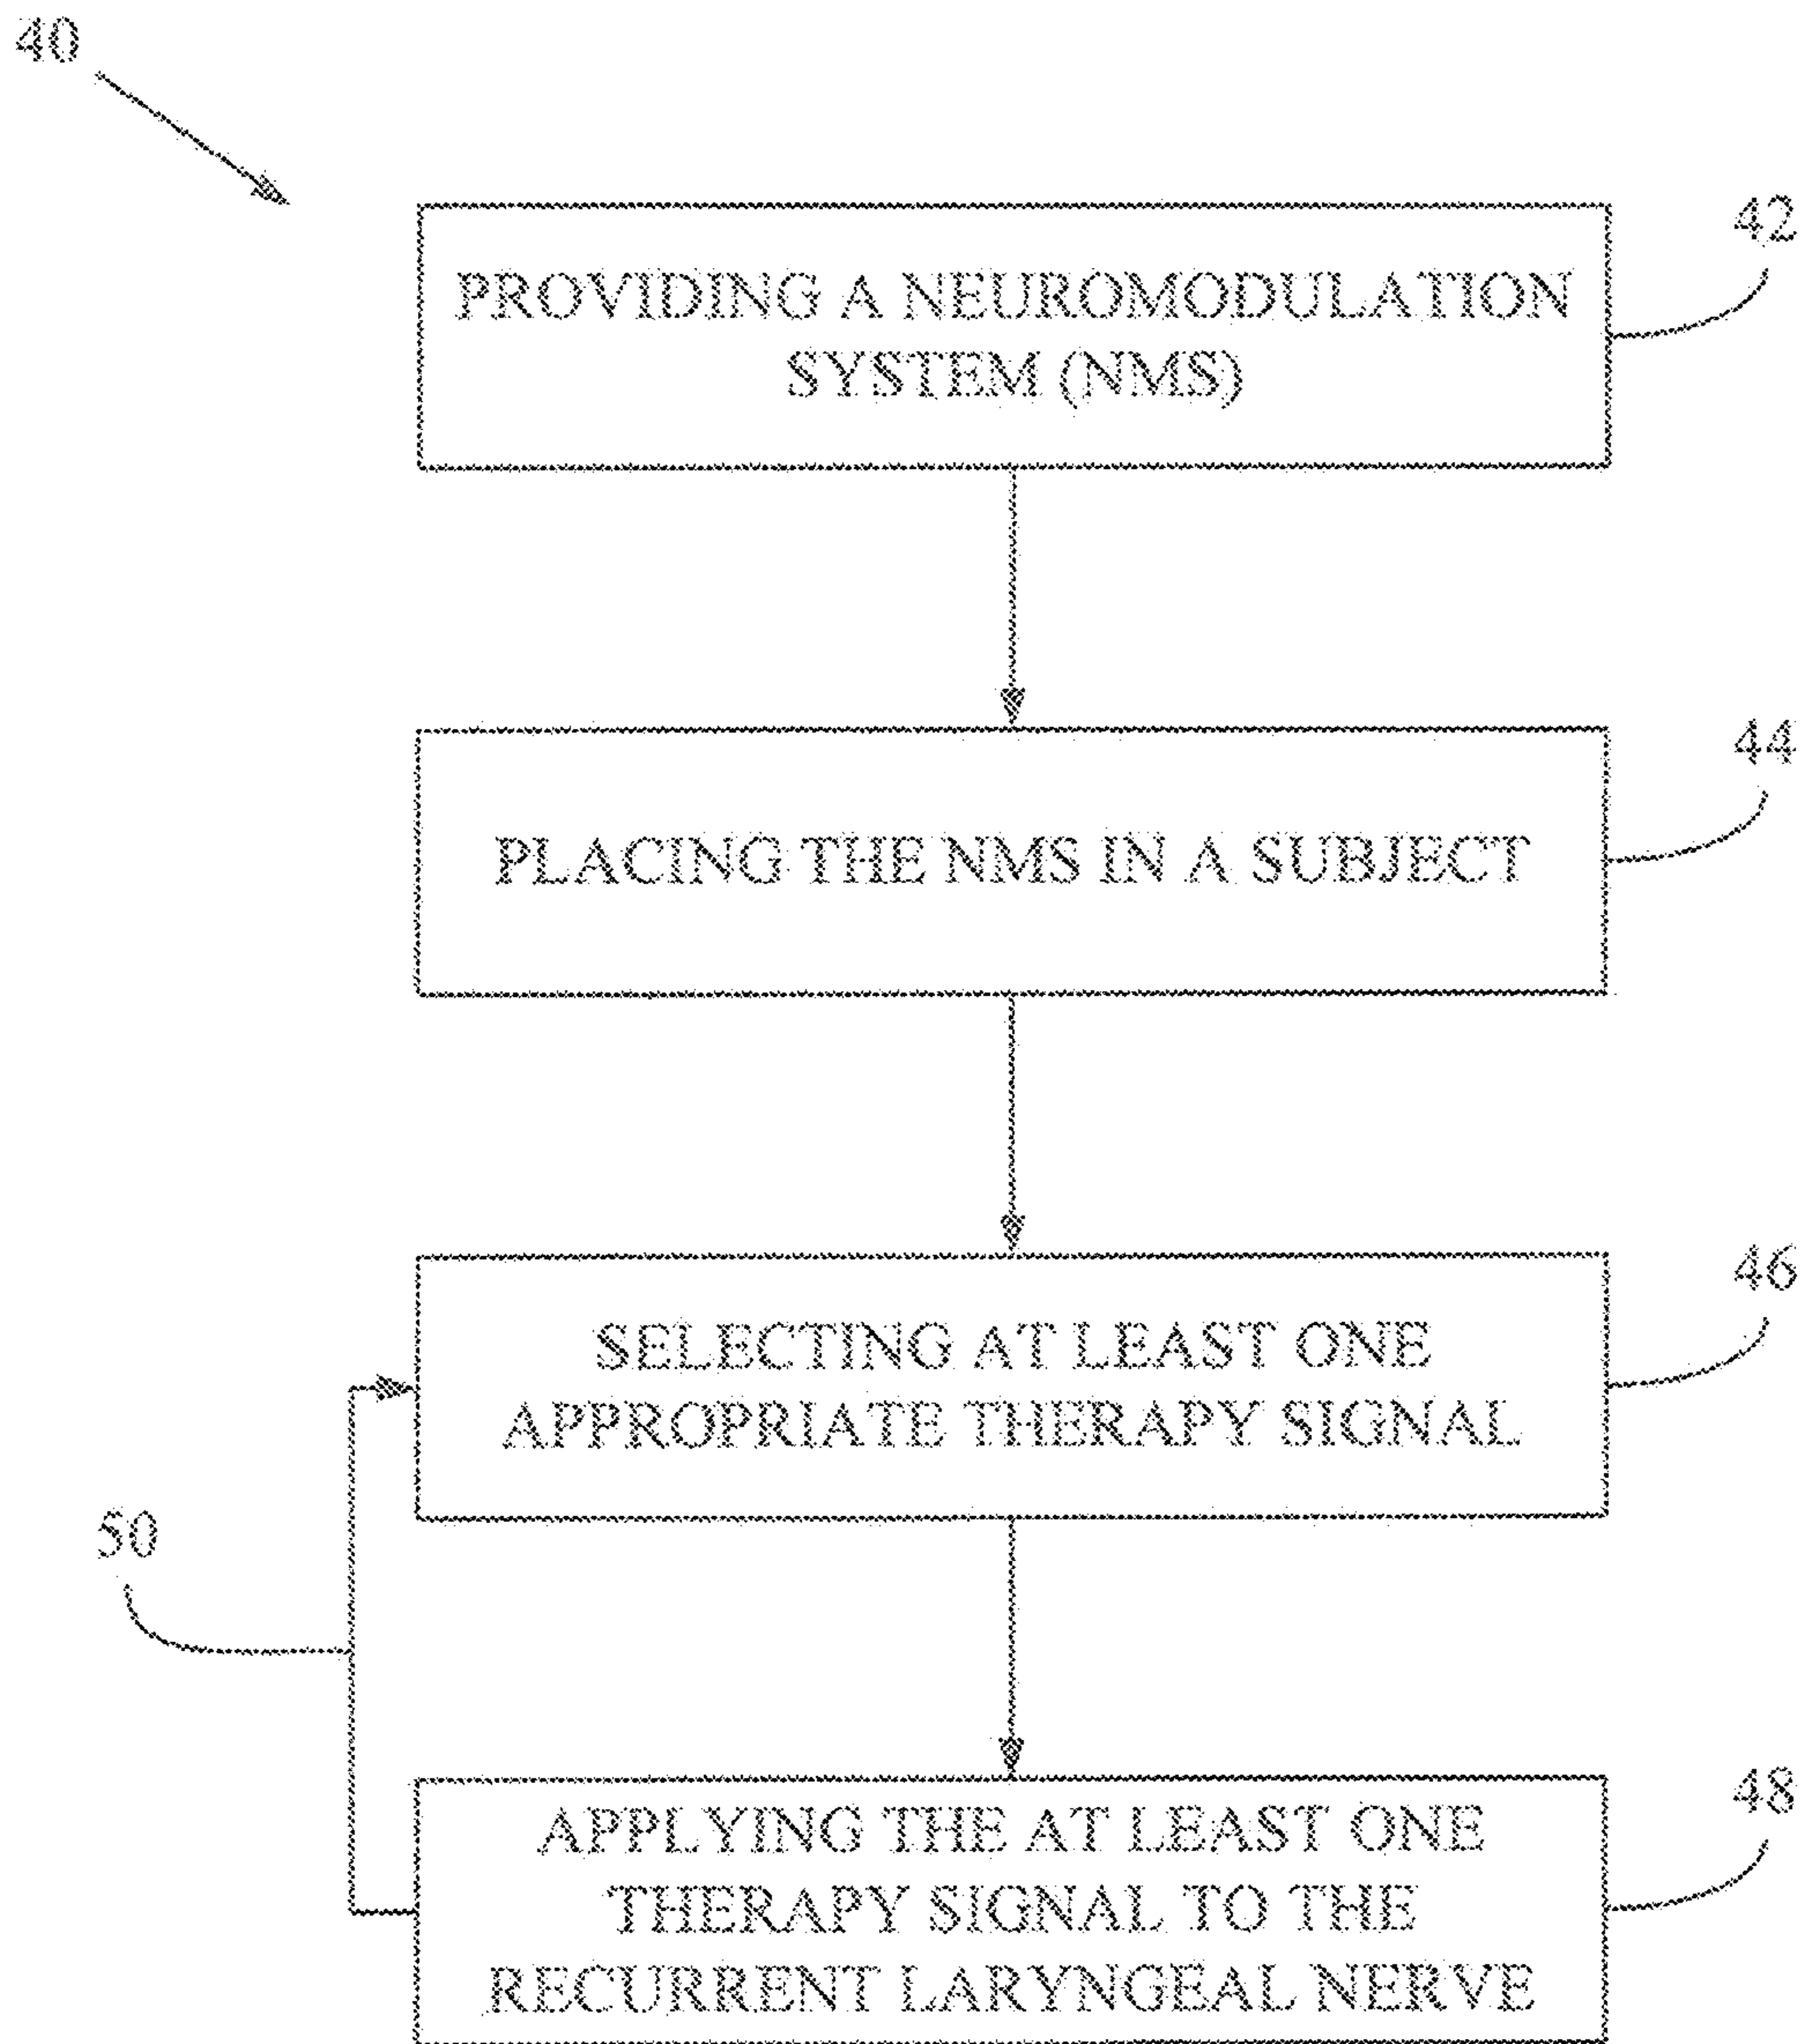 40
42
PROVIDING A NEUROMODULATION
SYSTEM (NMS)
44
PLACING THE NMS IN A SUBJECT
46
SELECTING AT LEAST ONE
APPROPRIATE THERAPY SIGNAL
50
48
APPLYING THE AT LEAST ONE
THERAPY SIGNAL TO THE
RECURRENT LARYNGEAL NERVE